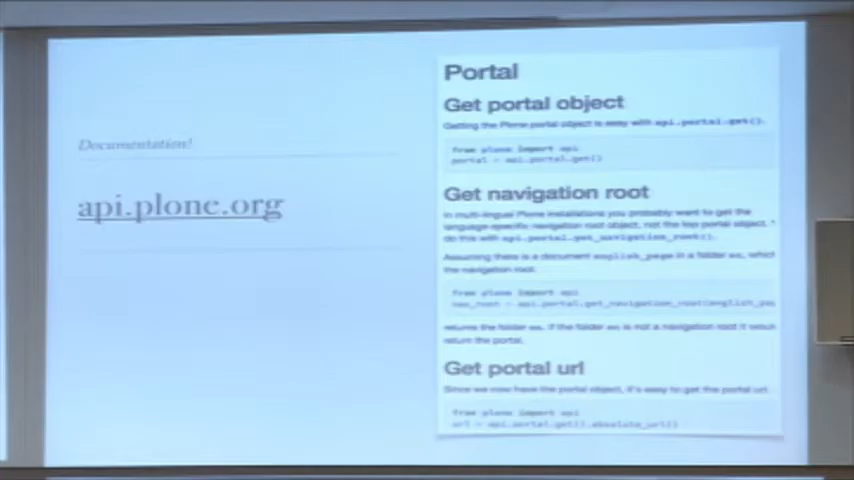 Documentation!
api.plone.org
Portal
Get portal object
Getting the Plone portal object is easy with api.portal.get().
from plone import api
portal = api.portal.get()
Get navigation root
In multi-lingual Plone installations you probably want to get the
language-specific navigation root object, not the top portal object.
do this with api.portal.get_navigation_root().
Assuming there is a document english_page in a folder en, which
the navigation root:
from plone import api
nav_root = api.portal.get_navigation_root(english_pag
returns the folder en. If the folder en is not a navigation root it would
return the portal.
Get portal url
Since we now have the portal object, it's easy to get the portal url:
from plone import api
url = api.portal.get().absolute_url()